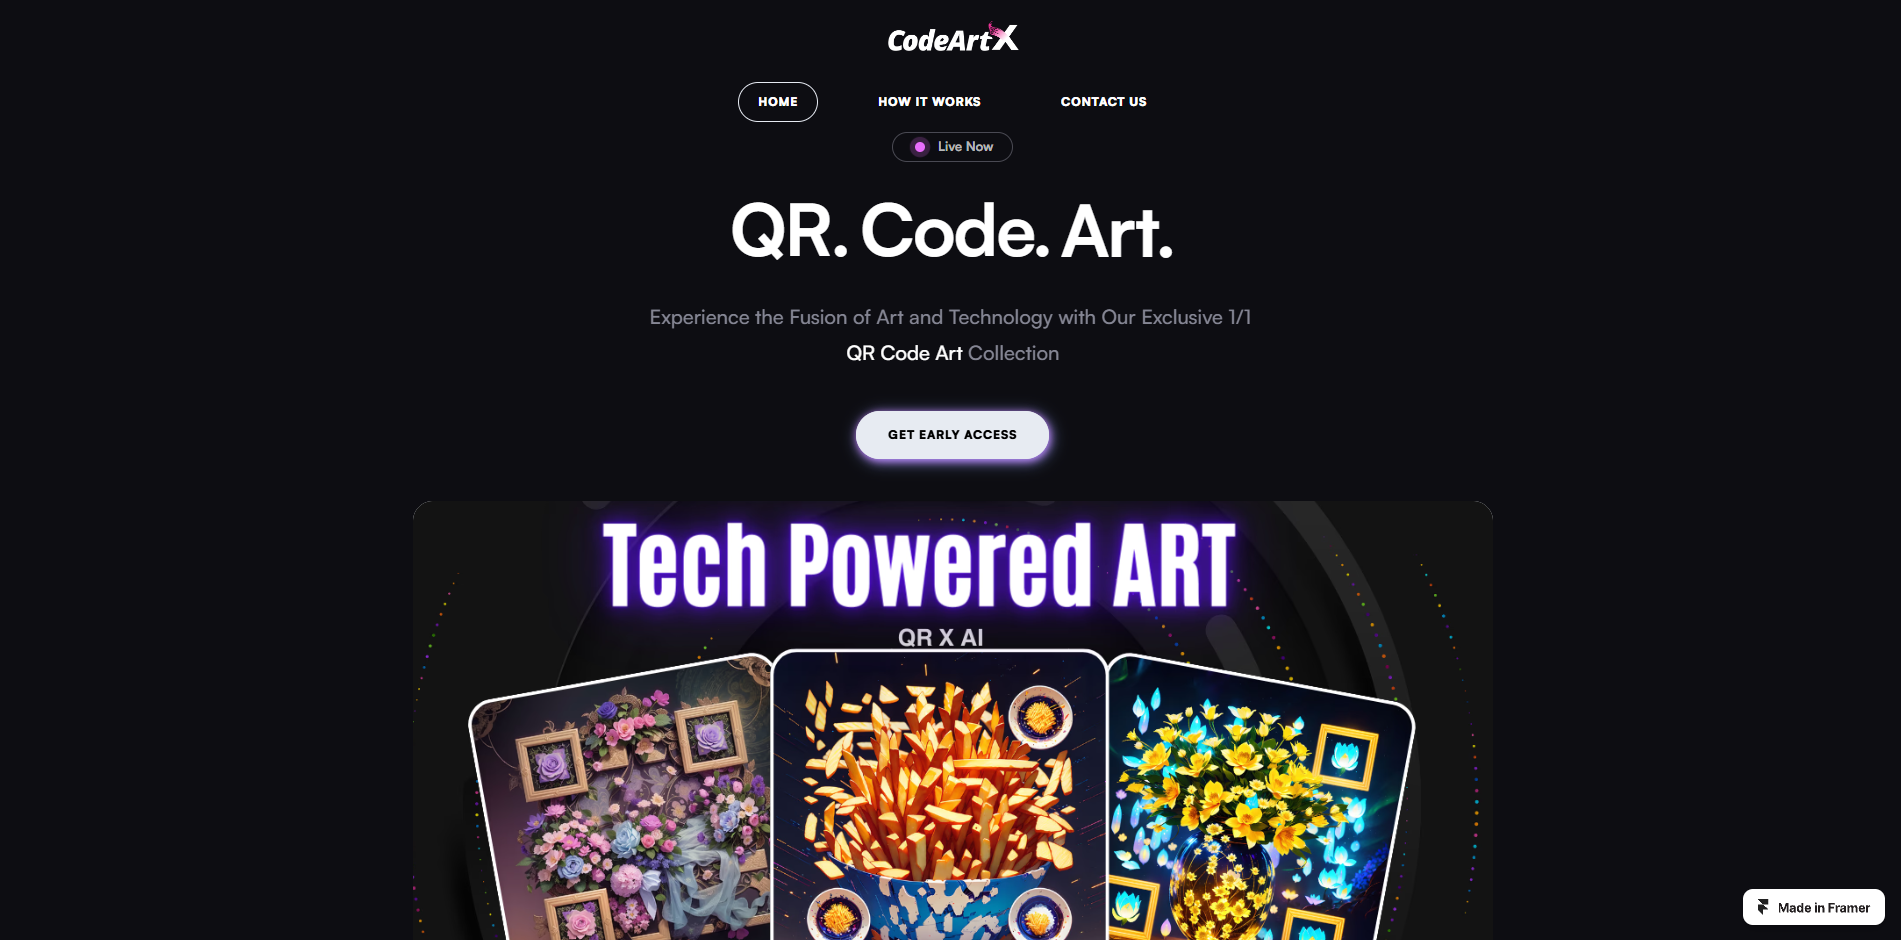 CodeArtX
HOME
HOW IT WORKS
CONTACT US
Live Now
QR. Code. Art.
Experience the Fusion of Art and Technology with Our Exclusive 1/1
QR Code Art Collection
GET EARLY ACCESS
Tech Powered ART
QR X AI
Made in Framer